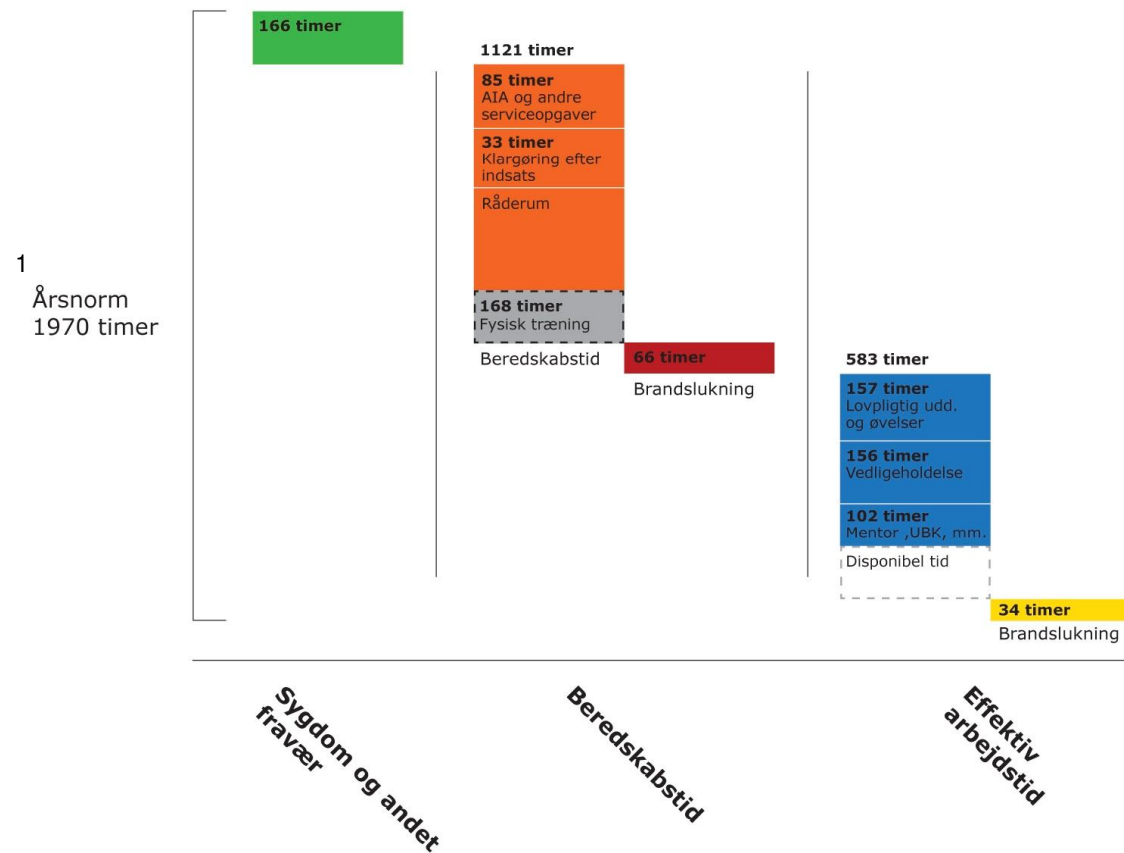 166 timer
1121 timer
85 timer
AIA og andre
serviceopgaver
33 timer
Klargøring efter
indsats
Råderum
1
Årsnorm
1970 timer
168 timer
Fysisk træning
Beredskabstid
66 timer
Brandslukning
583 timer
157 timer
Lovpligtig udd.
og øvelser
156 timer
Vedligeholdelse
102 timer
Mentor ,UBK, mm.
Disponibel tid
34 timer
Brandslukning
Sygdom og andet
fravær
Beredskabstid
Effektiv
arbejdstid